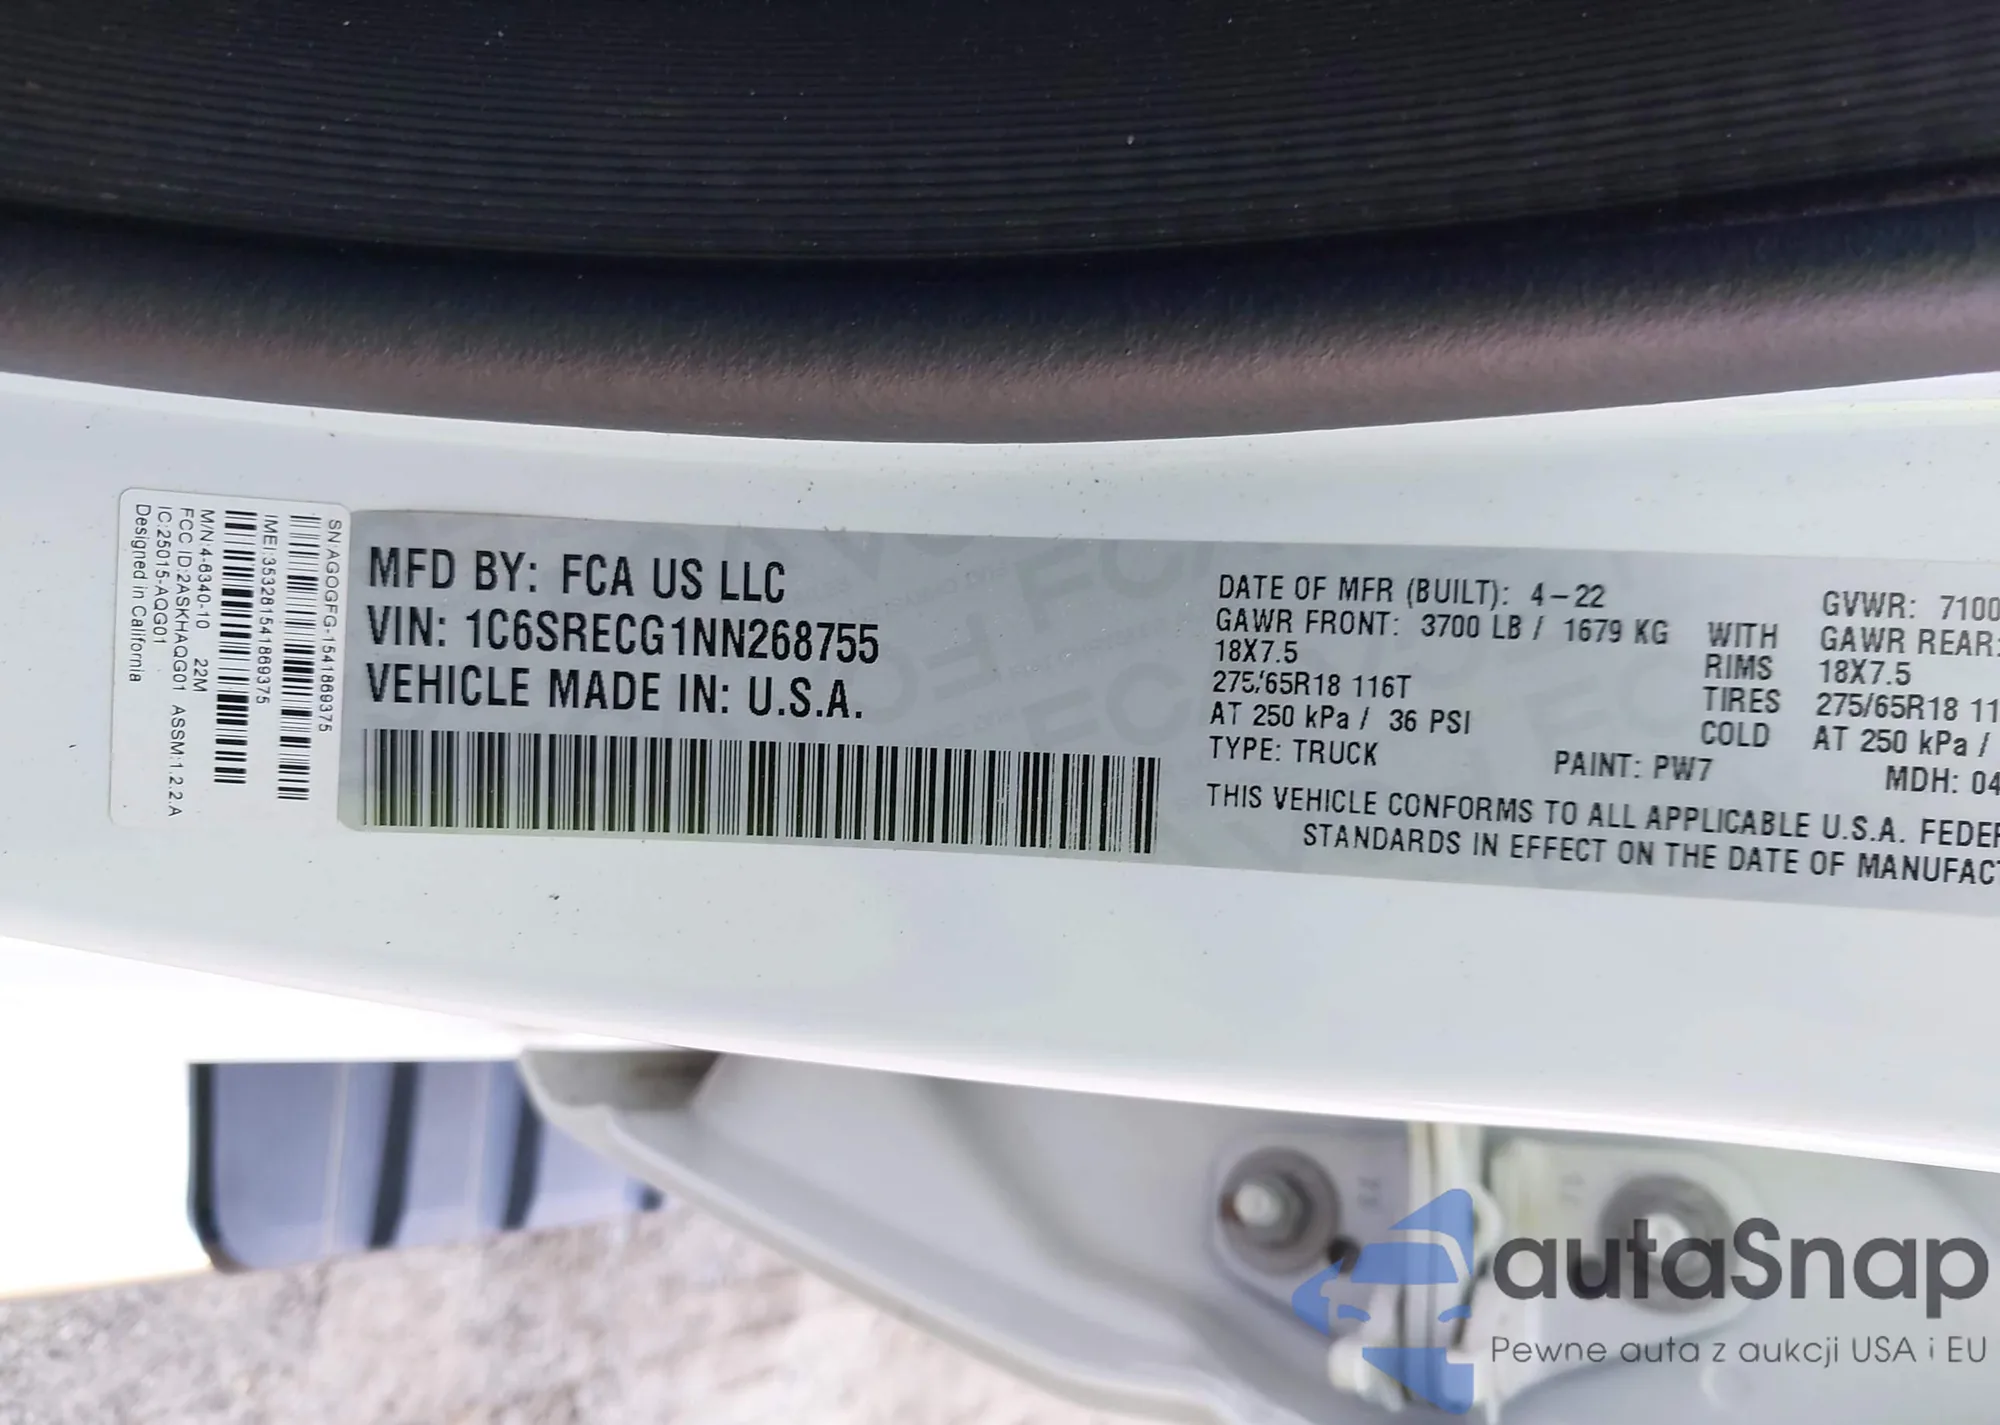 SN AGOQGFG-1541869375
IMEI:353281541869375
M/N:4-6340-10 22M
FCC ID:2ASKHAQG01 ASSM:1.2.2.A
IC:25015-AQG01
Designed in California
MFD BY: FCA US LLC
VIN: 1C6SRECG1NN268755
VEHICLE MADE IN: U.S.A.
DATE OF MFR (BUILT): 4-22
GAWR FRONT: 3700 LB / 1679 KG WITH
18X7.5 RIMS
275/65R18 116T TIRES
AT 250 kPa / 36 PSI COLD
TYPE: TRUCK PAINT: PW7
GVWR: 7100
GAWR REAR:
18X7.5
275/65R18 11
AT 250 kPa /
MDH: 04
THIS VEHICLE CONFORMS TO ALL APPLICABLE U.S.A. FEDER
STANDARDS IN EFFECT ON THE DATE OF MANUFACT
autaSnap
Pewne auta z aukcji USA i EU